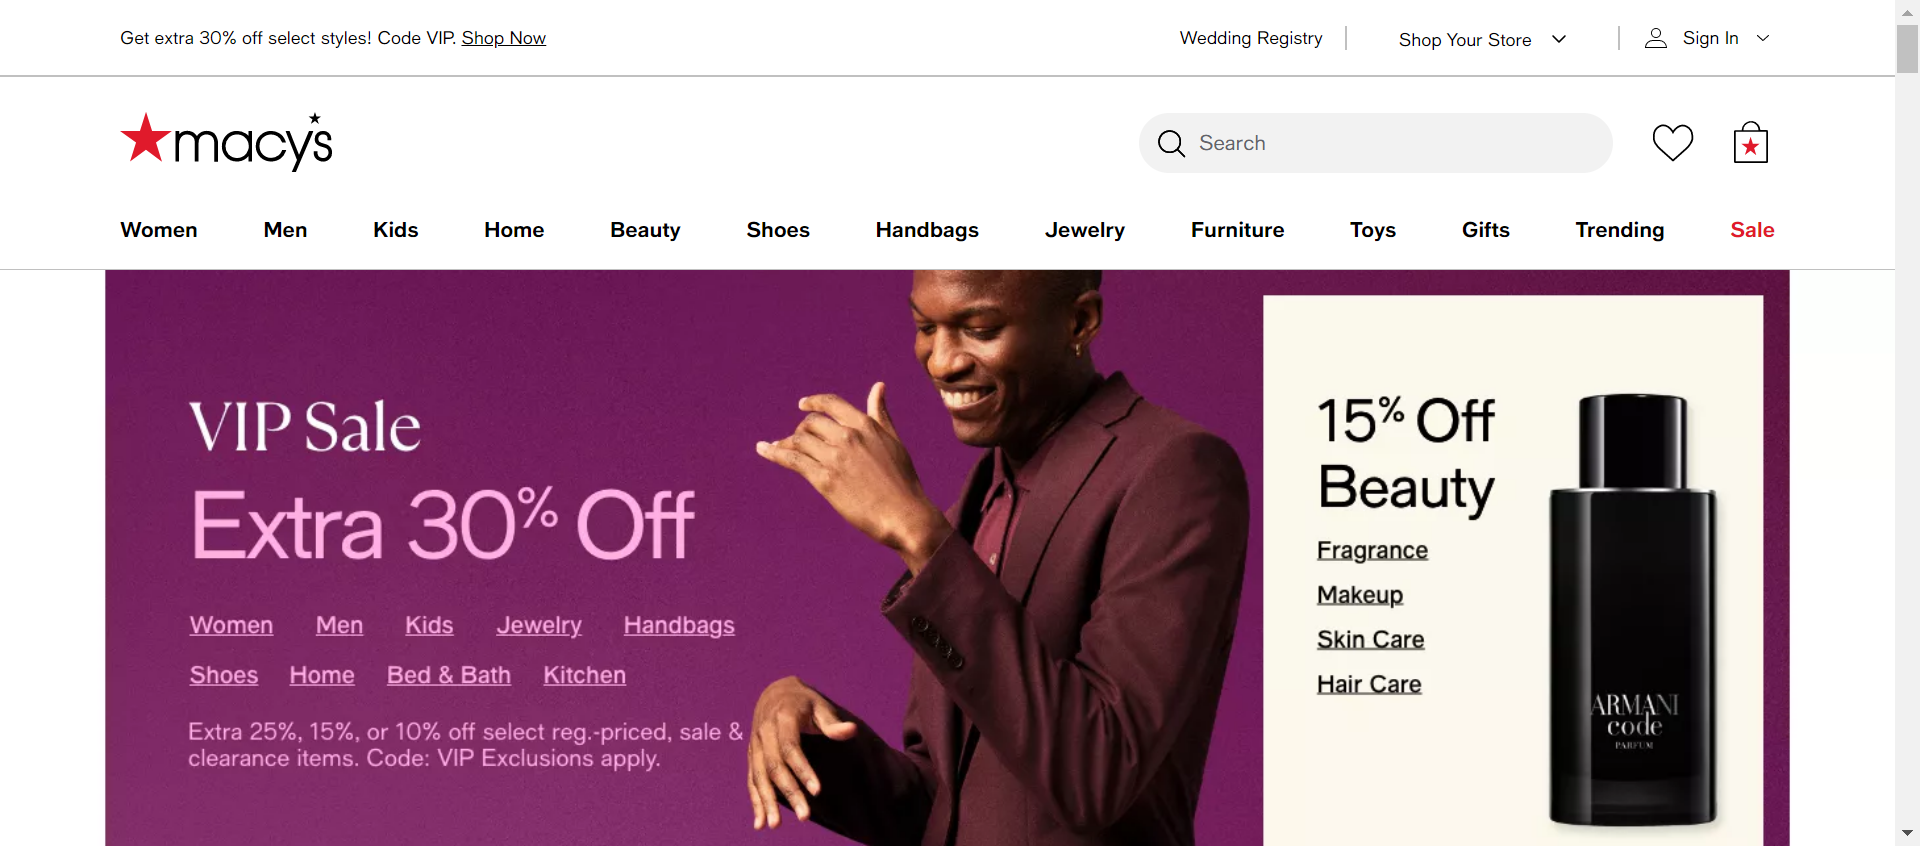 Get extra 30% off select styles! Code VIP. Shop Now
Wedding Registry
Shop Your Store
Sign In
macy's
Search
Women Men Kids Home Beauty Shoes Handbags Jewelry Furniture Toys Gifts Trending Sale
VIP Sale
Extra 30% Off
Women Men Kids Jewelry Handbags
Shoes Home Bed & Bath Kitchen
Extra 25%, 15%, or 10% off select reg.-priced, sale &
clearance items. Code: VIP Exclusions apply.
15% Off
Beauty
Fragrance
Makeup
Skin Care
Hair Care
ARMANI
code
PARFUM